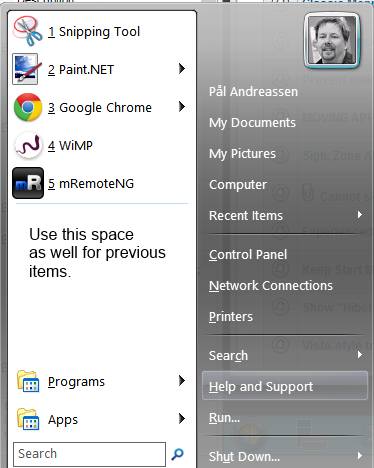 1 Snipping Tool
2 Paint.NET
3 Google Chrome
4 WiMP
mR
5 mRemoteNG
Use this space
as well for previous
items.
Programs
Apps
Search
Pål Andreassen
My Documents
My Pictures
Computer
Recent Items
Control Panel
Network Connections
Printers
Search
Help and Support
Run...
Shut Down...